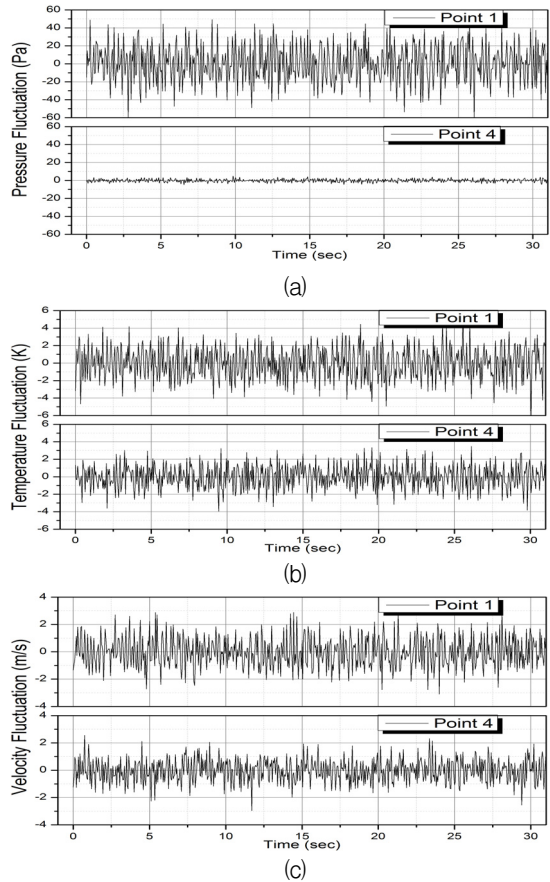 Pressure Fluctuation (Pa)
Point 1
60
40
20
0
-20
-40
-60
Point 4
60
40
20
0
-20
-40
-60
0 5 10 15 20 25 30
Time (sec)
(a)
Temperature Fluctuation (K)
Point 1
6
4
2
0
-2
-4
-6
Point 4
6
4
2
0
-2
-4
-6
0 5 10 15 20 25 30
Time (sec)
(b)
Velocity Fluctuation (m/s)
Point 1
4
2
0
-2
-4
Point 4
4
2
0
-2
-4
0 5 10 15 20 25 30
Time (sec)
(c)